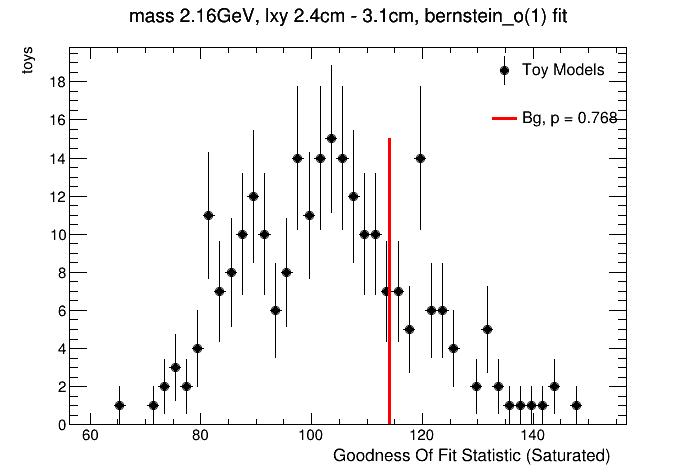 mass 2.16GeV, lxy 2.4cm - 3.1cm, bernstein_o(1) fit
toys
Toy Models
Bg, p = 0.768
18
16
14
12
10
8
6
4
2
0
60 80 100 120 140
Goodness Of Fit Statistic (Saturated)